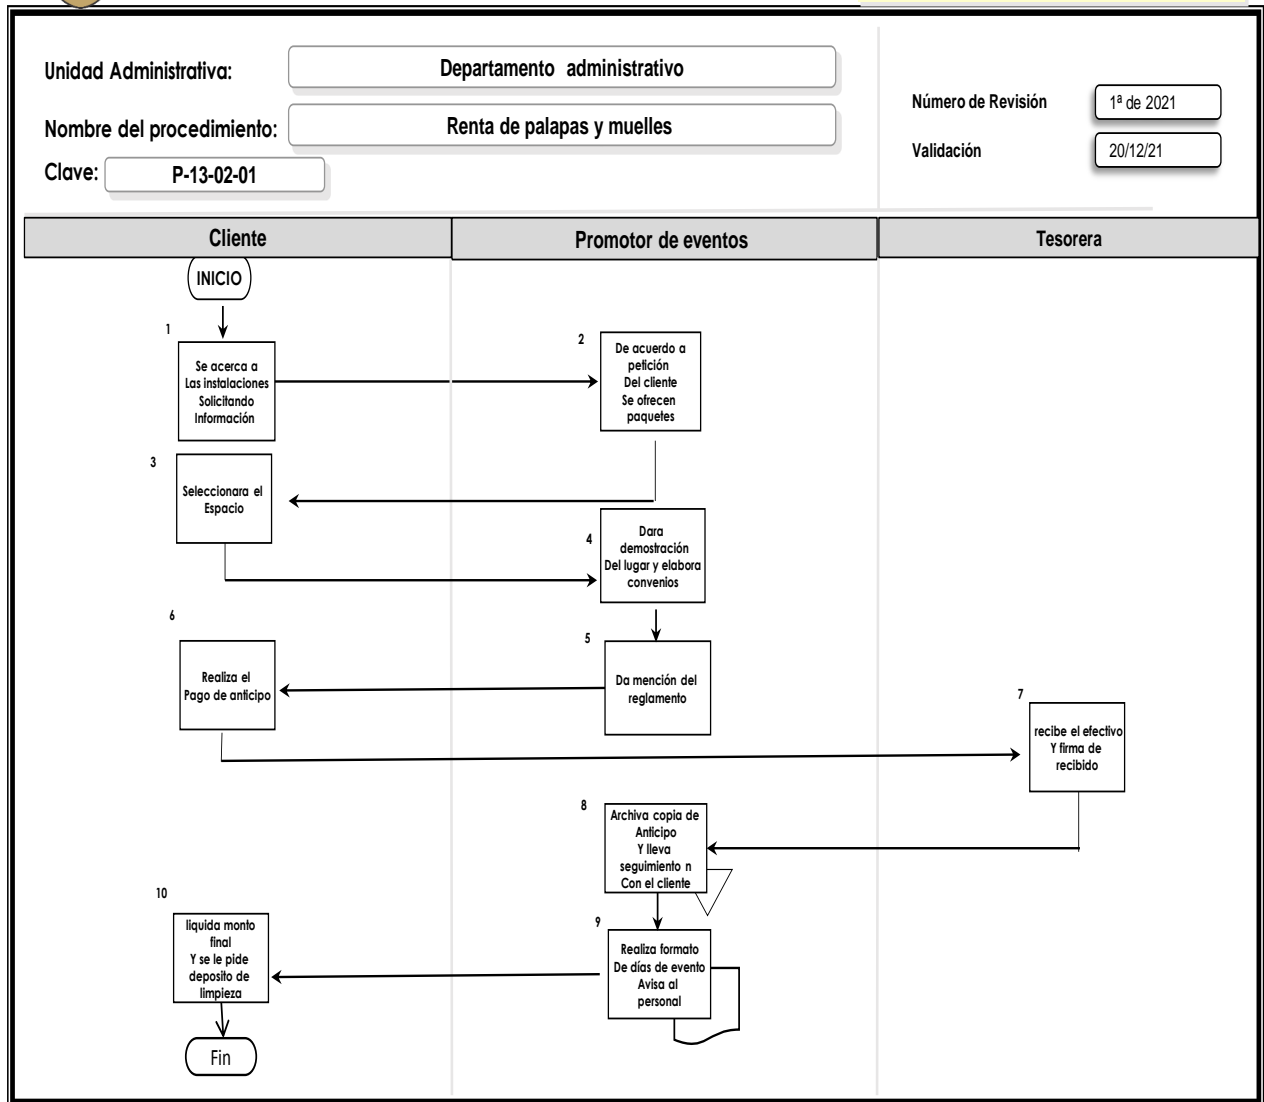 Unidad Administrativa:
Departamento administrativo
Nombre del procedimiento:
Renta de palapas y muelles
Clave:
P-13-02-01
Número de Revisión
1ª de 2021
Validación
20/12/21
Cliente
Promotor de eventos
Tesorera
INICIO
1
Se acerca a
Las instalaciones
Solicitando
Información
2
De acuerdo a
petición
Del cliente
Se ofrecen
paquetes
3
Seleccionara el
Espacio
4
Dara
demostración
Del lugar y elabora
convenios
5
Da mención del
reglamento
6
Realiza el
Pago de anticipo
7
recibe el efectivo
Y firma de
recibido
8
Archiva copia de
Anticipo
Y lleva
seguimiento n
Con el cliente
9
Realiza formato
De días de evento
Avisa al
personal
10
liquida monto
final
Y se le pide
deposito de
limpieza
Fin